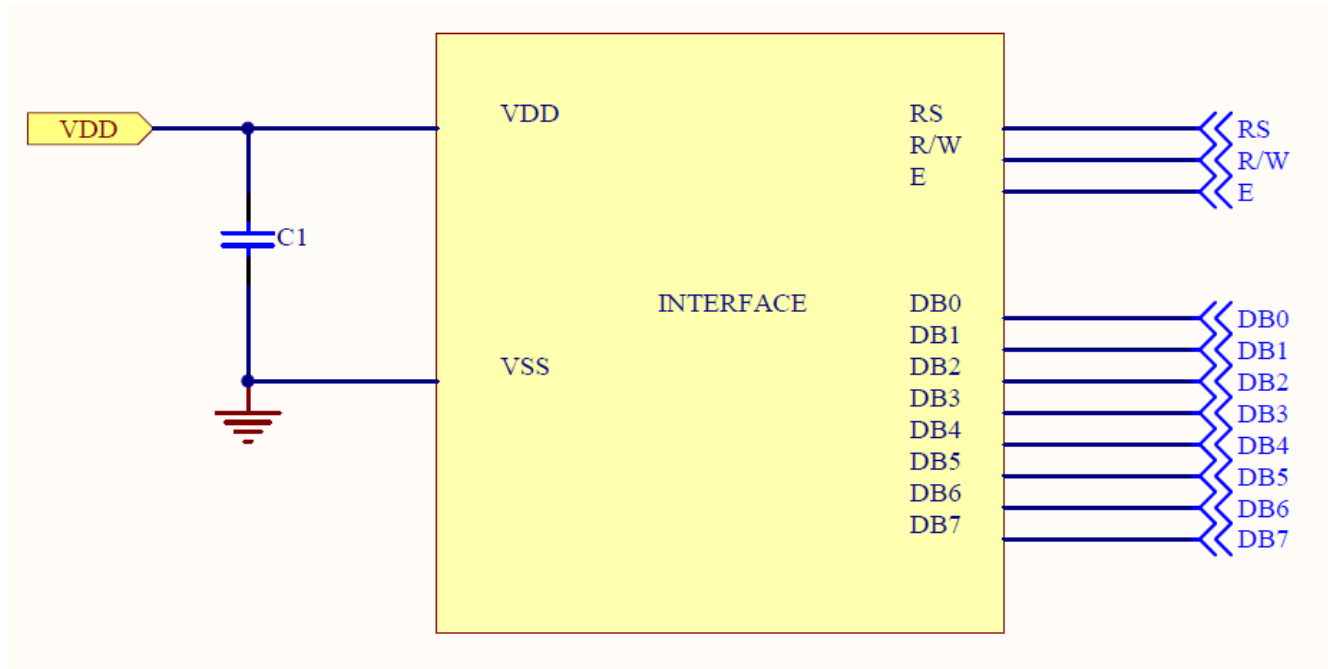 VDD
C1
VDD
VSS
INTERFACE
RS
R/W
E
DB0
DB1
DB2
DB3
DB4
DB5
DB6
DB7
RS
R/W
E
DB0
DB1
DB2
DB3
DB4
DB5
DB6
DB7